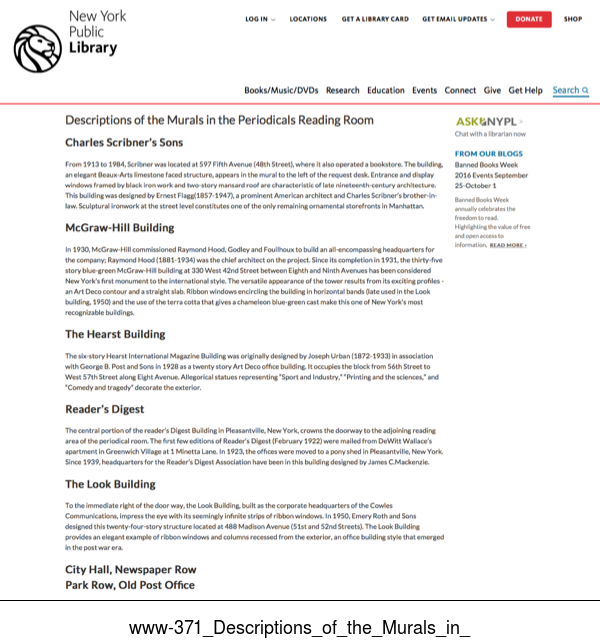 New York
Public
Library
LOG IN
LOCATIONS
GET A LIBRARY CARD
GET EMAIL UPDATES
DONATE
SHOP
Books/Music/DVDs Research Education Events Connect Give Get Help Search
Descriptions of the Murals in the Periodicals Reading Room
Charles Scribner's Sons
From 1913 to 1984, Scribner was located at 597 Fifth Avenue (48th Street), where it also operated a bookstore. The building,
an elegant Beaux-Arts limestone faced structure, appears in the mural to the left of the request desk. Entrance and display
windows framed by black iron work and two-story mansard roof are characteristic of late nineteenth-century architecture.
This building was designed by Ernest Flagg(1857-1947), a prominent American architect and Charles Scribner's brother-in-
law. Sculptural ironwork at the street level constitutes one of the only remaining ornamental storefronts in Manhattan.
McGraw-Hill Building
In 1930, McGraw-Hill commissioned Raymond Hood, Godley and Fouilhoux to build an all-encompassing headquarters for
the company; Raymond Hood (1881-1934) was the chief architect on the project. Since its completion in 1931, the thirty-five
story blue-green McGraw-Hill building at 330 West 42nd Street between Eighth and Ninth Avenues has been considered
New York's first monument to the international style. The versatile appearance of the tower results from its exciting profiles -
an Art Deco contour and a straight slab. Ribbon windows encircling the building in horizontal bands (late used in the Look
building, 1950) and the use of the terra cotta that gives a chameleon blue-green cast make this one of New York's most
recognizable buildings.
The Hearst Building
The six-story Hearst International Magazine Building was originally designed by Joseph Urban (1872-1933) in association
with George B. Post and Sons in 1928 as a twenty story Art Deco office building. It occupies the block from 56th Street to
West 57th Street along Eight Avenue. Allegorical statues representing "Sport and Industry," "Printing and the sciences," and
"Comedy and tragedy" decorate the exterior.
Reader's Digest
The central portion of the reader's Digest Building in Pleasantville, New York, crowns the doorway to the adjoining reading
area of the periodical room. The first few editions of Reader's Digest (February 1922) were mailed from DeWitt Wallace's
apartment in Greenwich Village at 1 Minetta Lane. In 1923, the offices were moved to a pony shed in Pleasantville, New York.
Since 1939, headquarters for the Reader's Digest Association have been in this building designed by James C.Mackenzie.
The Look Building
To the immediate right of the door way, the Look Building, built as the corporate headquarters of the Cowles
Communications, impress the eye with its seemingly infinite strips of ribbon windows. In 1950, Emery Roth and Sons
designed this twenty-four-story structure located at 488 Madison Avenue (51st and 52nd Streets). The Look Building
provides an elegant example of ribbon windows and columns recessed from the exterior, an office building style that emerged
in the post war era.
City Hall, Newspaper Row
Park Row, Old Post Office
ASK NYPL
Chat with a librarian now
FROM OUR BLOGS
Banned Books Week
2016 Events September
25-October 1
Banned Books Week
annually celebrates the
freedom to read.
Highlighting the value of free
and open access to
information, READ MORE ›
www-371_Descriptions_of_the_Murals_in_